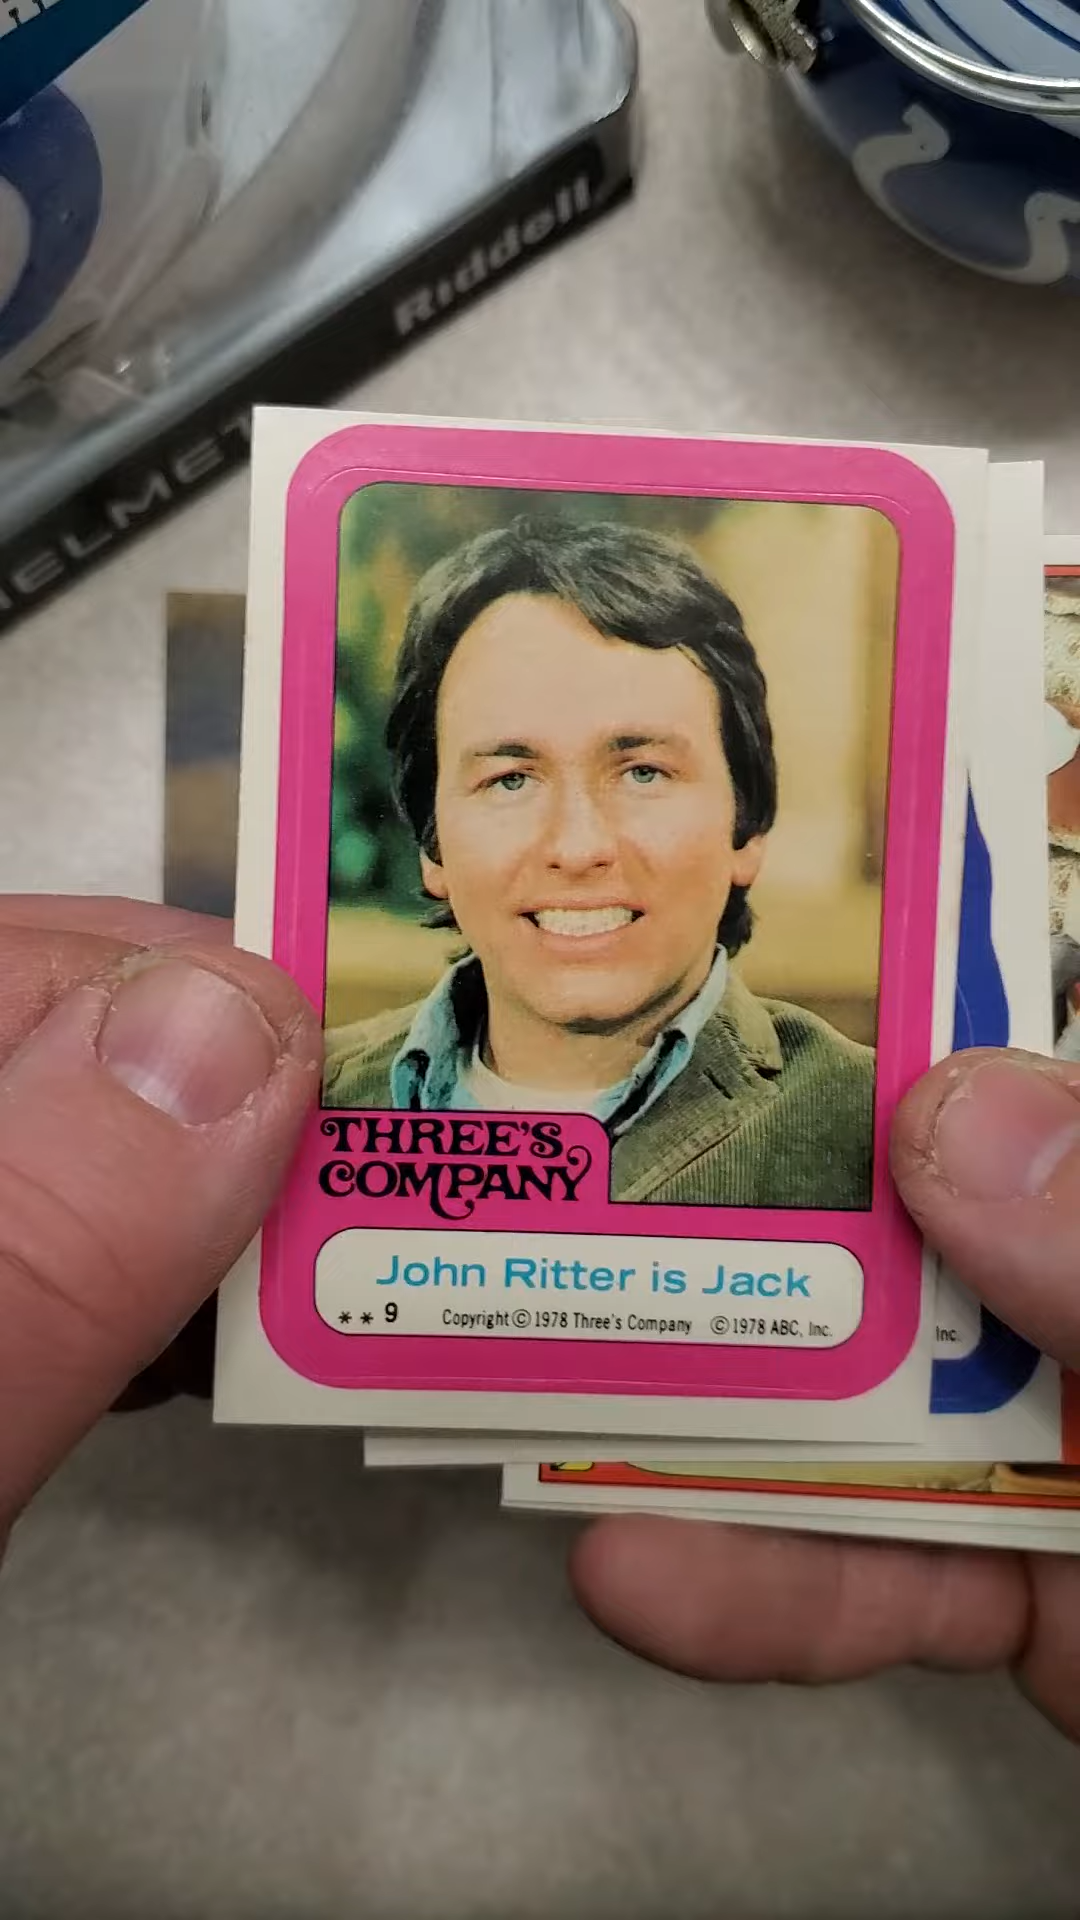 Riddell
HELMET
THREE'S
COMPANY
John Ritter is Jack
** 9 Copyright © 1978 Three's Company © 1978 ABC, Inc.
Inc.